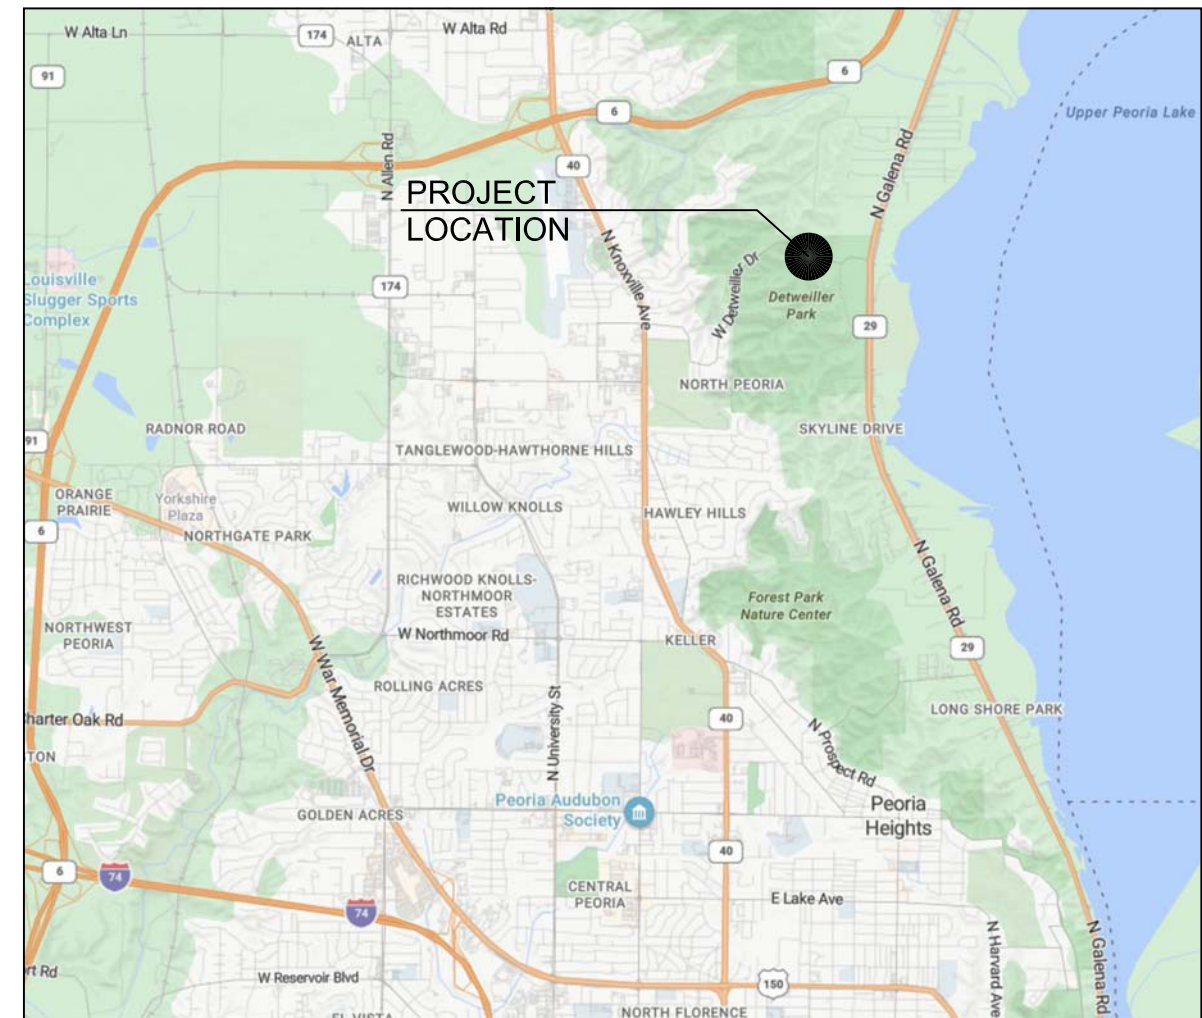 W Alta Ln
174
ALTA
W Alta Rd
91
6
6
Upper Peoria Lake
N Allen Rd
40
N Galena Rd
PROJECT
LOCATION
N Knoxville Ave
W Detweiller Dr
Louisville
Slugger Sports
Complex
174
Detweiller
Park
29
NORTH PEORIA
RADNOR ROAD
SKYLINE DRIVE
91
TANGLEWOOD-HAWTHORNE HILLS
ORANGE
PRAIRIE
Yorkshire
Plaza
WILLOW KNOLLS
HAWLEY HILLS
6
NORTHGATE PARK
N Galena Rd
RICHWOOD KNOLLS-
NORTHMOOR
ESTATES
Forest Park
Nature Center
NORTHWEST
PEORIA
W Northmoor Rd
KELLER
29
W War Memorial Dr
ROLLING ACRES
N University St
LONG SHORE PARK
harter Oak Rd
40
N Prospect Rd
TON
Peoria Audubon
Society
Peoria
Heights
GOLDEN ACRES
40
6
74
74
CENTRAL
PEORIA
E Lake Ave
N Harvard Ave
N Galena Rd
rt Rd
W Reservoir Blvd
150
EL VISTA
NORTH FLORENCE